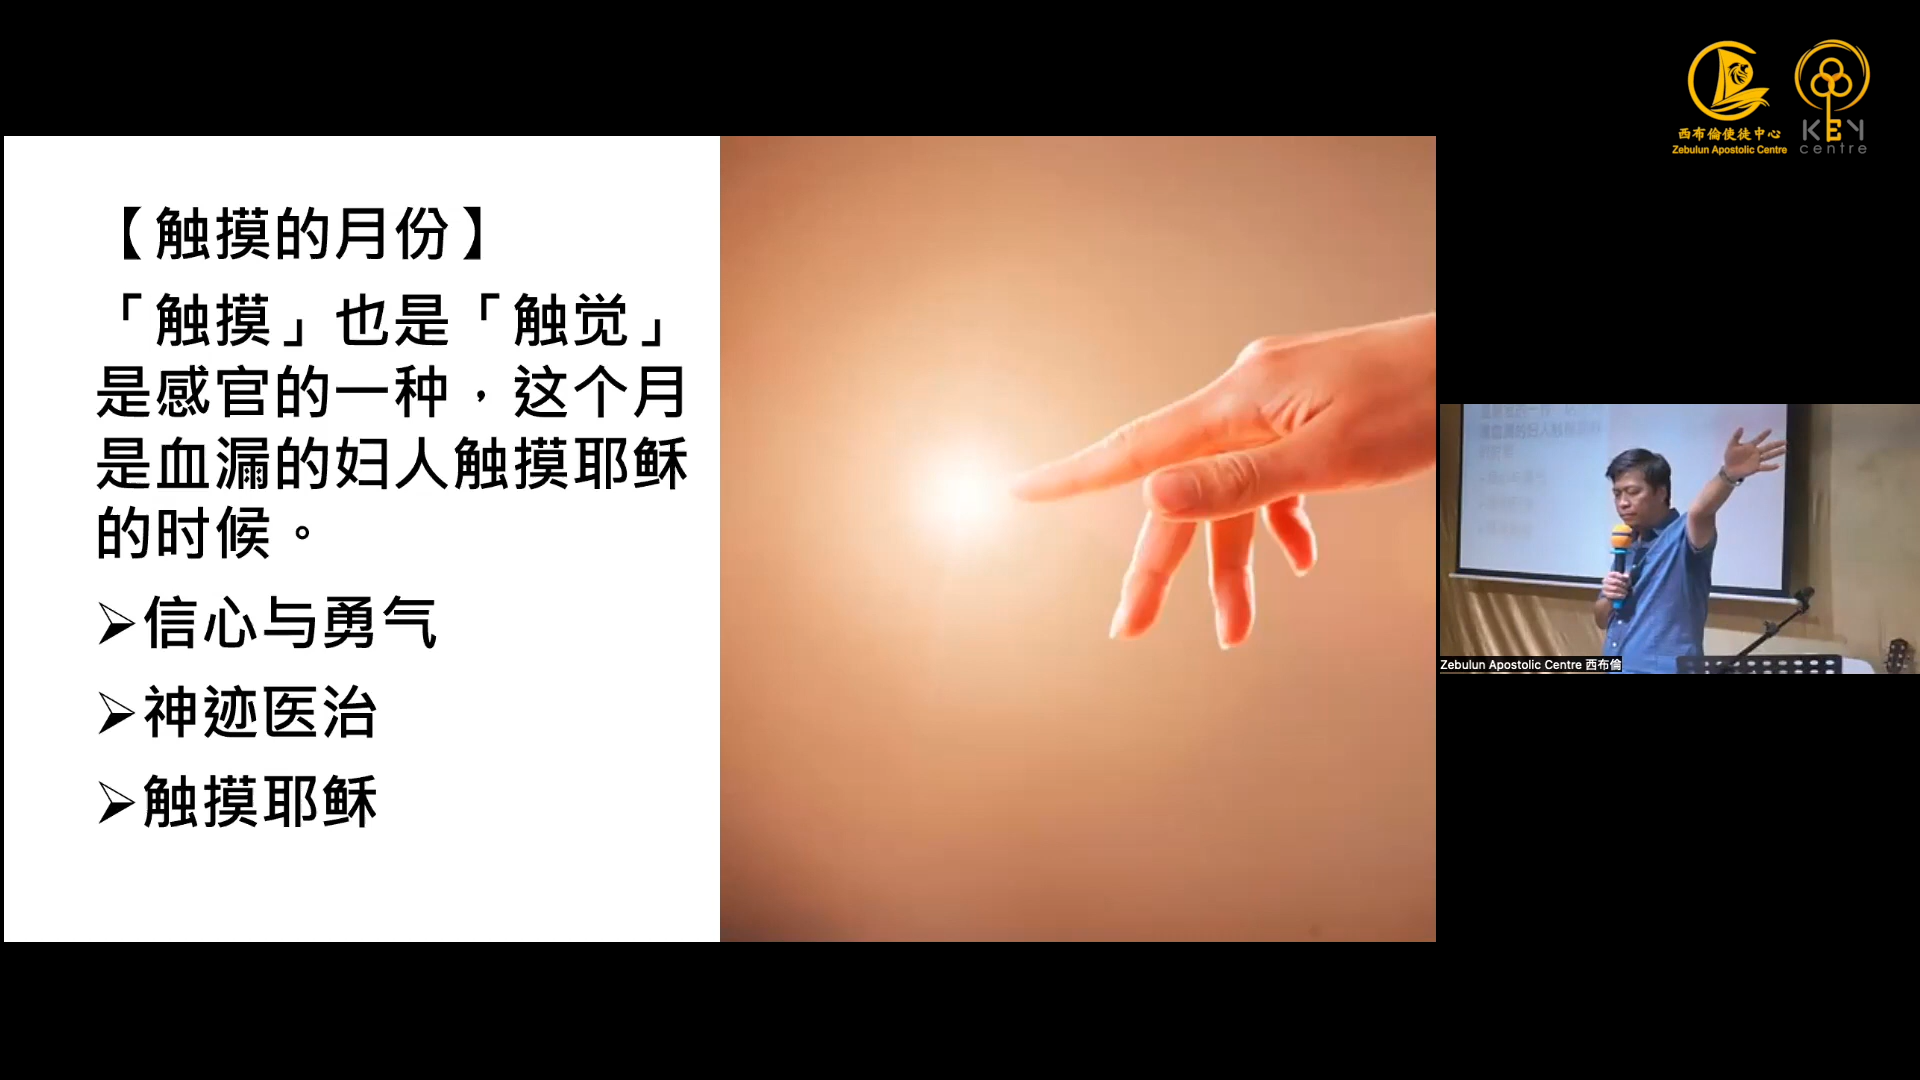 【触摸的月份】
「触摸」也是「触觉」
是感官的一种，这个月
是血漏的妇人触摸耶稣
的时候。
➢信心与勇气
➢神迹医治
➢触摸耶稣
西布倫使徒中心
Zebulun Apostolic Centre
KEY
centre
Zebulun Apostolic Centre 西布倫